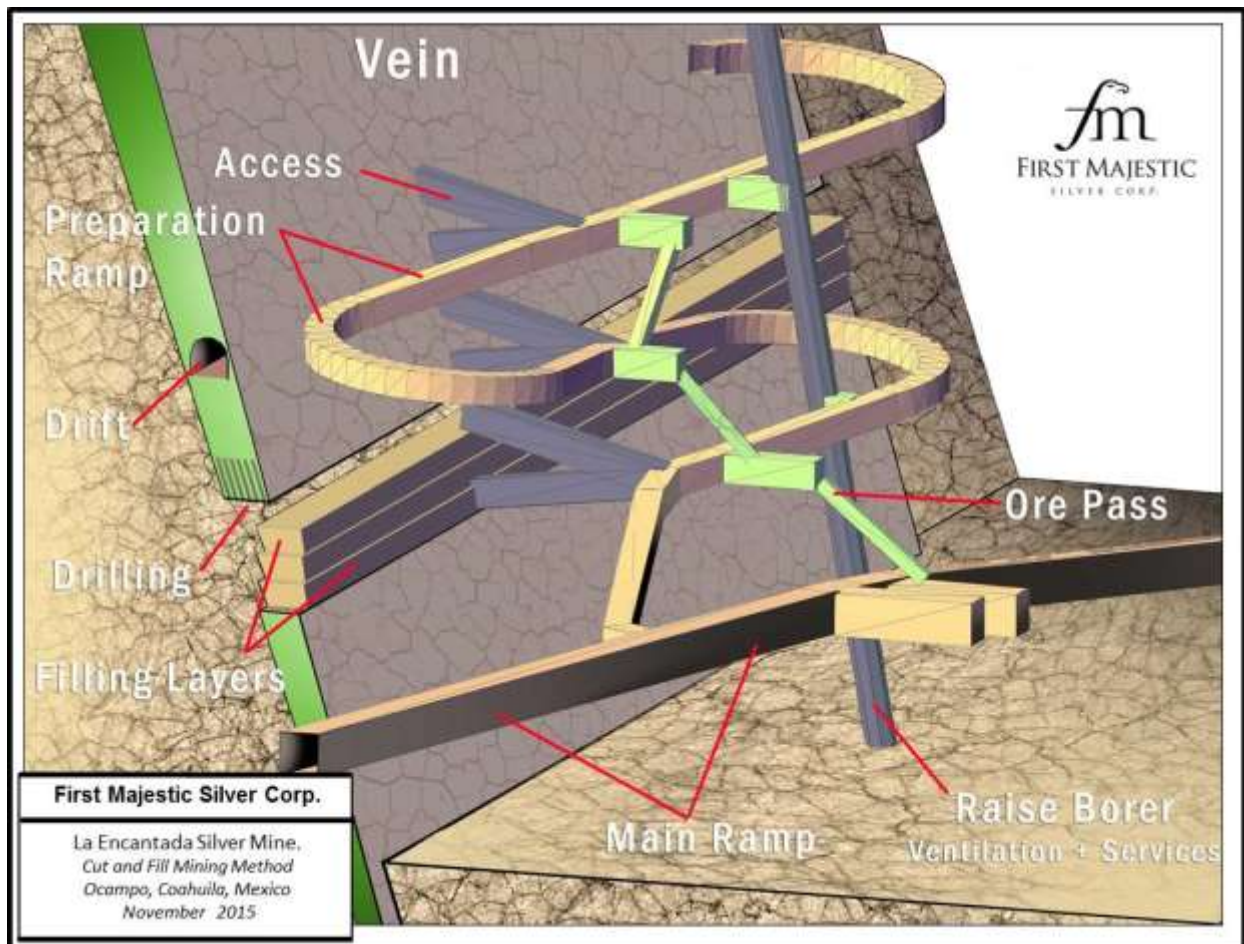 Vein
fm
FIRST MAJESTIC
SILVER CORP.
Access
Preparation
Ramp
Drift
Ore Pass
Drilling
Filling Layers
Main Ramp
Raise Borer
Ventilation + Services
First Majestic Silver Corp.
La Encantada Silver Mine.
Cut and Fill Mining Method
Ocampo, Coahuila, Mexico
November 2015